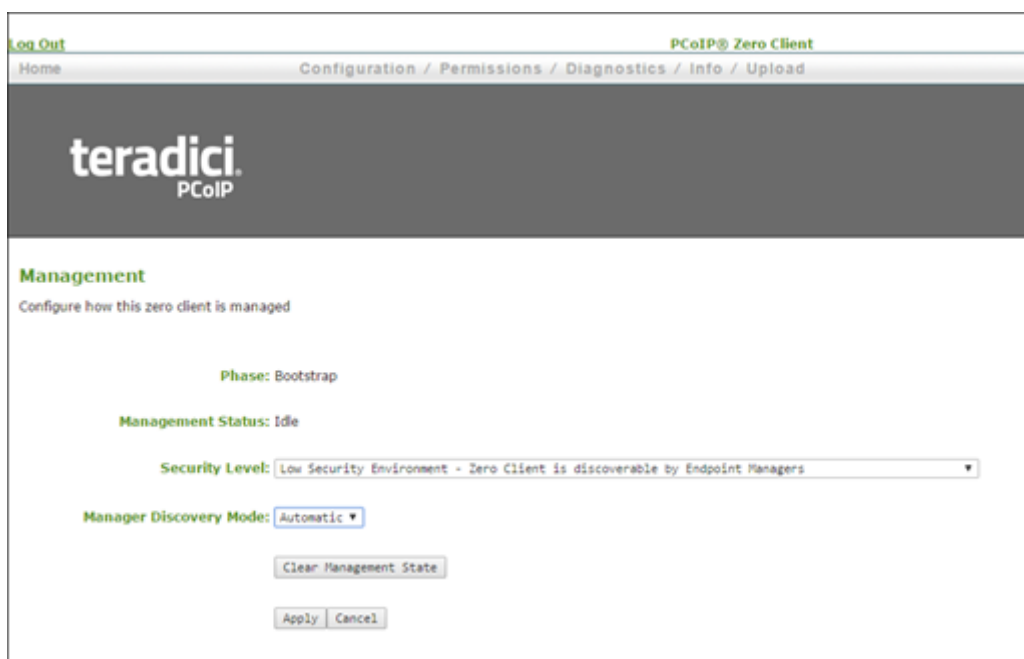 Log Out PCoIP® Zero Client
Home Configuration / Permissions / Diagnostics / Info / Upload
teradici.
PCoIP
Management
Configure how this zero client is managed
Phase: Bootstrap
Management Status: Idle
Security Level: Low Security Environment - Zero Client is discoverable by Endpoint Managers
Manager Discovery Mode: Automatic
Clear Management State
Apply Cancel